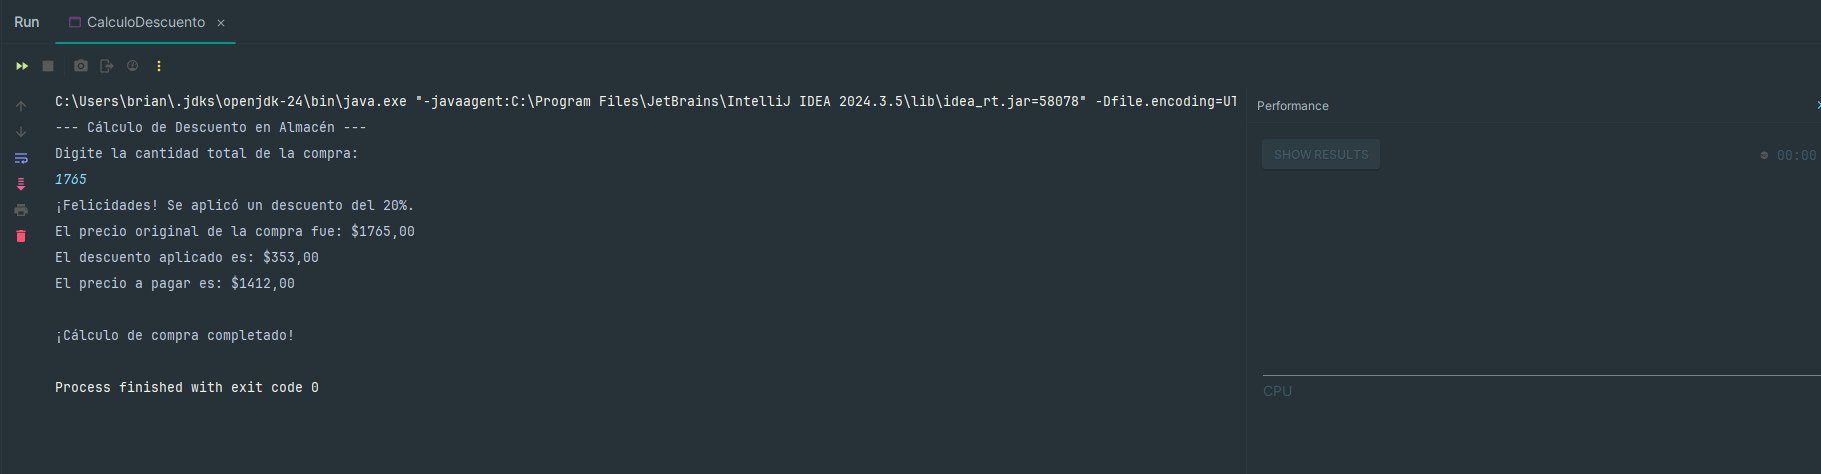 Run
CalculoDescuento
C:\Users\brian\.jdks\openjdk-24\bin\java.exe "-javaagent:C:\Program Files\JetBrains\IntelliJ IDEA 2024.3.5\lib\idea_rt.jar=58078" -Dfile.encoding=UT
--- Cálculo de Descuento en Almacén ---
Digite la cantidad total de la compra:
1765
¡Felicidades! Se aplicó un descuento del 20%.
El precio original de la compra fue: $1765,00
El descuento aplicado es: $353,00
El precio a pagar es: $1412,00
¡Cálculo de compra completado!
Process finished with exit code 0
Performance
SHOW RESULTS
00:00
CPU